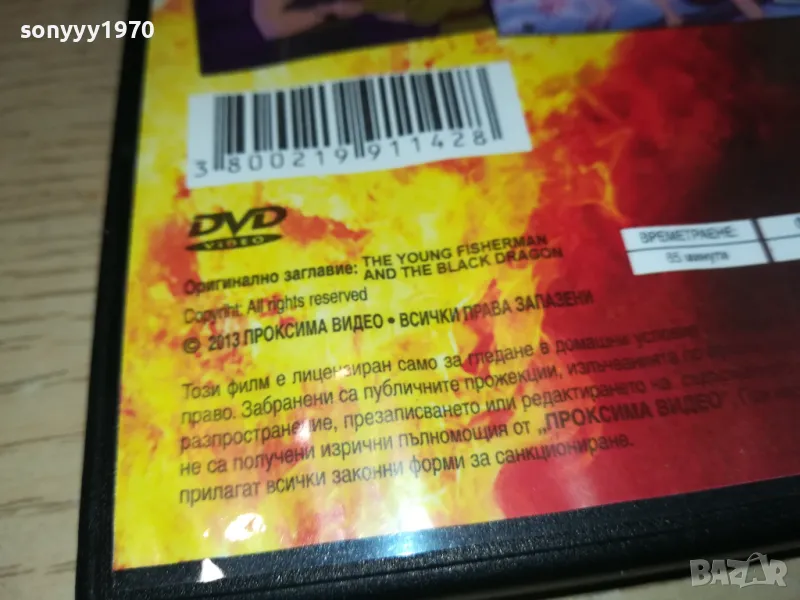 sonyyy1970
3 800219 911428
DVD
VIDEO
ВРЕМЕТРАЕНЕ:
85 минути
Оригинално заглавие: THE YOUNG FISHERMAN
AND THE BLACK DRAGON
Copyright: All rights reserved
© 2013 ПРОКСИМА ВИДЕО • ВСИЧКИ ПРАВА ЗАПАЗЕНИ
Този филм е лицензиран само за гледане в домашни условия
право. Забранени са публичните прожекции, излъчванията по
разпространение, презаписването или редактирането на
не са получени изрични пълномощия от „ПРОКСИМА ВИДЕО".
прилагат всички законни форми за санкциониране.
BAZAR